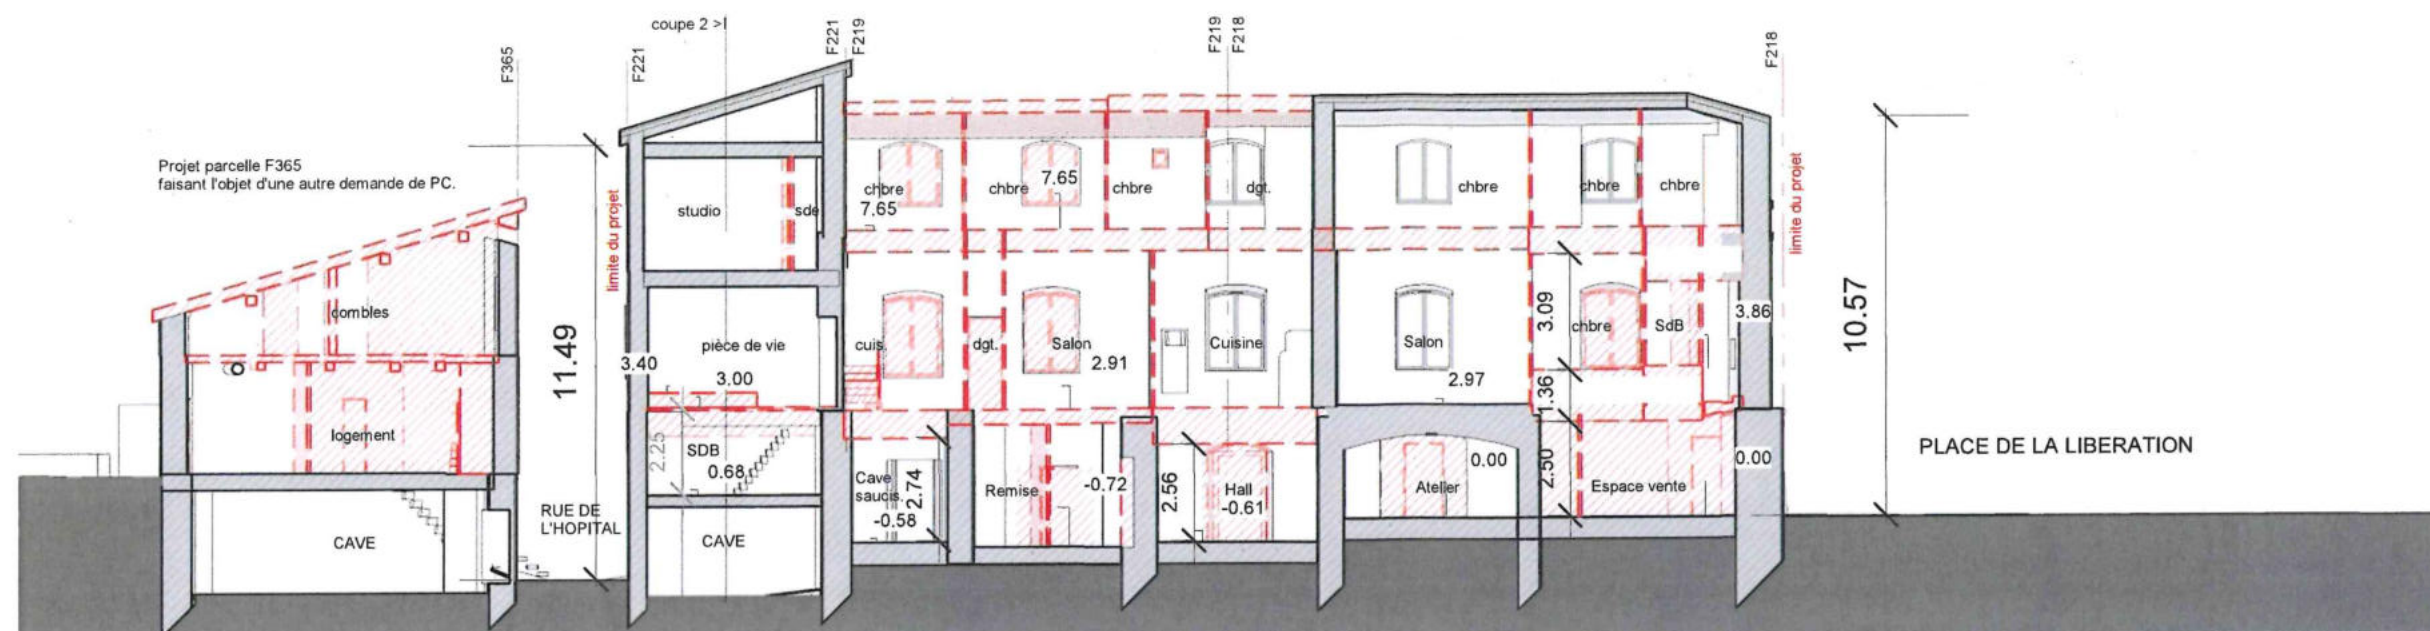 coupe 2 >
F365
F221
F221
F219
F219
F218
F218
Projet parcelle F365
faisant l'objet d'une autre demande de PC.
limite du projet
limite du projet
studio
sde
chbre
7.65
chbre
7.65
chbre
dgt.
chbre
chbre
chbre
combles
11.49
3.40
pièce de vie
3.00
cuis.
dgt.
Salon
2.91
Cuisine
Salon
2.97
3.09
chbre
SdB
3.86
10.57
1.36
logement
2.25
SDB
0.68
Cave
saucis.
2.74
-0.58
Remise
-0.72
2.56
Hall
-0.61
Atelier
0.00
2.50
Espace vente
0.00
PLACE DE LA LIBERATION
RUE DE
L'HOPITAL
CAVE
CAVE